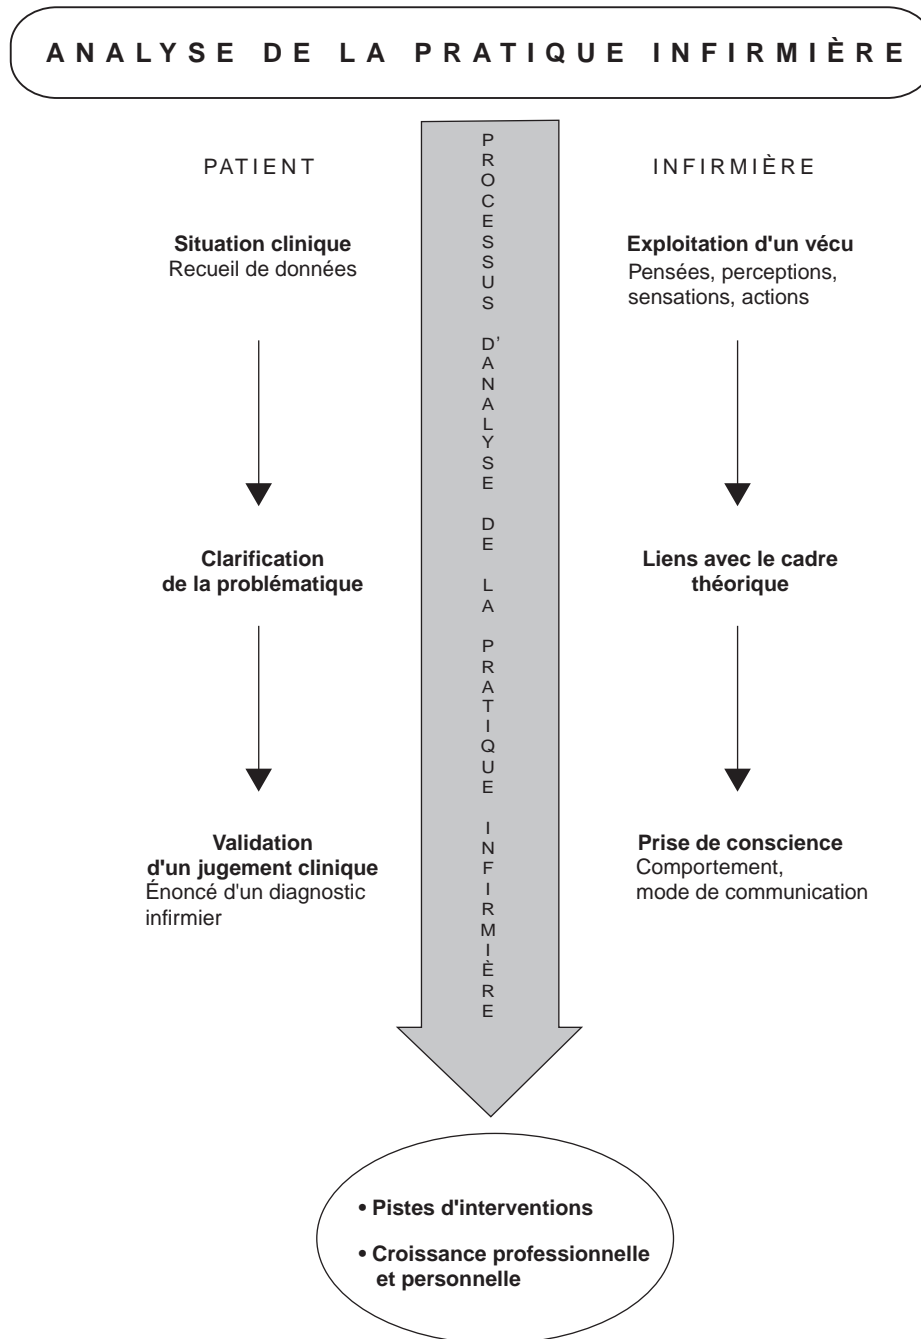 ANALYSE DE LA PRATIQUE INFIRMIÈRE
PATIENT
Situation clinique
Recueil de données
Clarification
de la problématique
Validation
d'un jugement clinique
Énoncé d'un diagnostic
infirmier
PROCESSUS D'ANALYSE DE LA PRATIQUE INFIRMIÈRE
INFIRMIÈRE
Exploitation d'un vécu
Pensées, perceptions,
sensations, actions
Liens avec le cadre
théorique
Prise de conscience
Comportement,
mode de communication
• Pistes d'interventions
• Croissance professionnelle
et personnelle